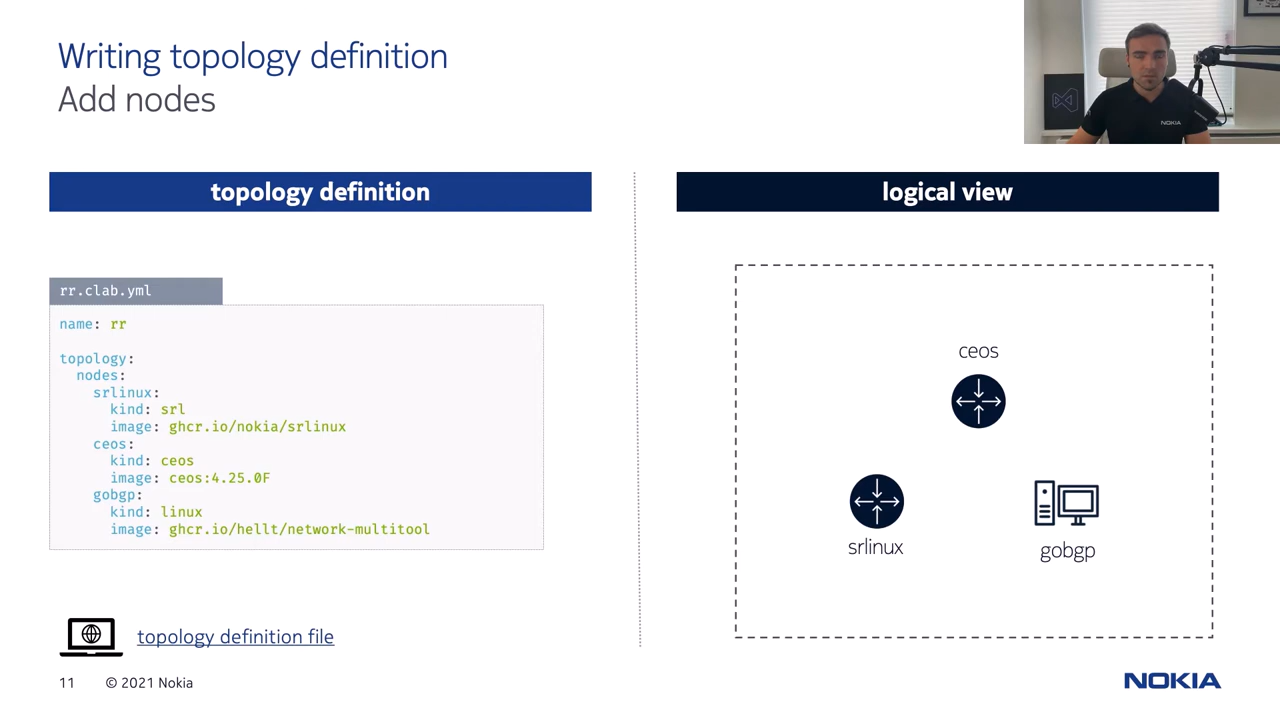 Writing topology definition
Add nodes
NOKIA
topology definition
logical view
rr.clab.yml
name: rr
topology:
nodes:
srlinux:
kind: srl
image: ghcr.io/nokia/srlinux
ceos:
kind: ceos
image: ceos:4.25.0F
gobgp:
kind: linux
image: ghcr.io/hellt/network-multitool
ceos
srlinux
gobgp
topology definition file
11
© 2021 Nokia
NOKIA